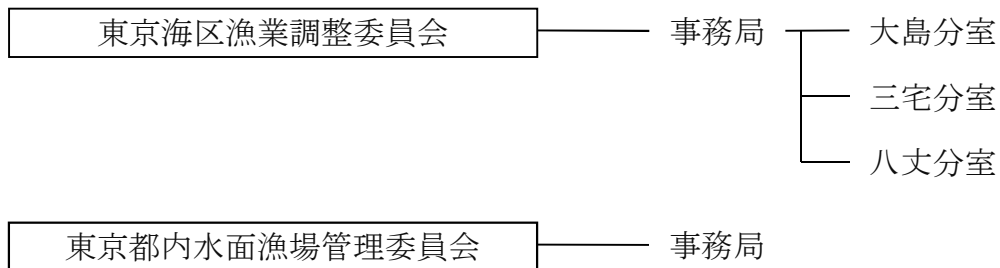 東京海区漁業調整委員会 事務局 大島分室
三宅分室
八丈分室
東京都内水面漁場管理委員会 事務局